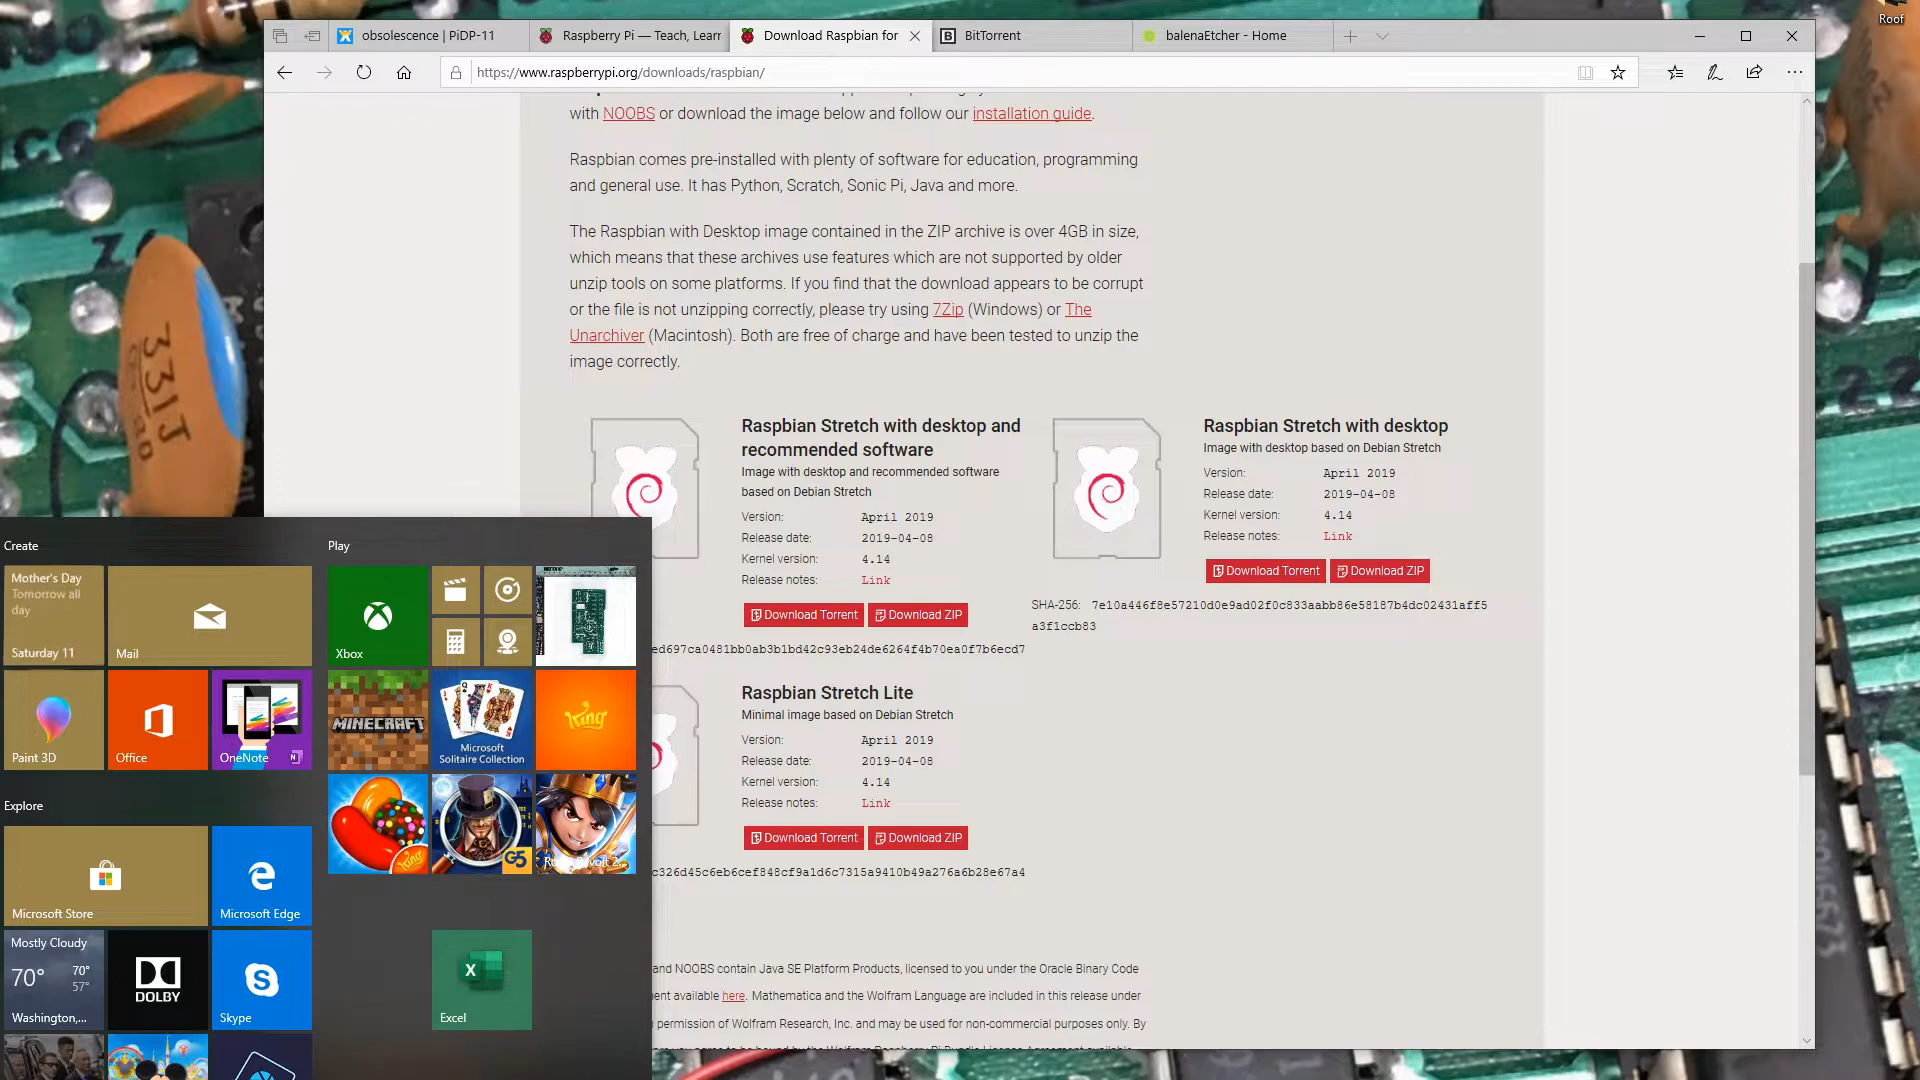 Roof
obsolescence | PiDP-11
Raspberry Pi — Teach, Learn
Download Raspbian for
BitTorrent
balenaEtcher - Home
https://www.raspberrypi.org/downloads/raspbian/
with NOOBS or download the image below and follow our installation guide.
Raspbian comes pre-installed with plenty of software for education, programming
and general use. It has Python, Scratch, Sonic Pi, Java and more.
The Raspbian with Desktop image contained in the ZIP archive is over 4GB in size,
which means that these archives use features which are not supported by older
unzip tools on some platforms. If you find that the download appears to be corrupt
or the file is not unzipping correctly, please try using 7Zip (Windows) or The
Unarchiver (Macintosh). Both are free of charge and have been tested to unzip the
image correctly.
Raspbian Stretch with desktop and
recommended software
Image with desktop and recommended software
based on Debian Stretch
Version: April 2019
Release date: 2019-04-08
Kernel version: 4.14
Release notes: Link
Download Torrent Download ZIP
ed697ca0481bb0ab3b1bd42c93eb24de6264f4b70ea0f7b6ecd7
Raspbian Stretch with desktop
Image with desktop based on Debian Stretch
Version: April 2019
Release date: 2019-04-08
Kernel version: 4.14
Release notes: Link
Download Torrent Download ZIP
SHA-256: 7e10a446f8e57210d0e9ad02f0c833aabb86e58187b4dc02431aff5
a3f1ccb83
Raspbian Stretch Lite
Minimal image based on Debian Stretch
Version: April 2019
Release date: 2019-04-08
Kernel version: 4.14
Release notes: Link
Download Torrent Download ZIP
c326d45c6eb6cef848cf9a1d6c7315a9410b49a276a6b28e67a4
and NOOBS contain Java SE Platform Products, licensed to you under the Oracle Binary Code
ent available here. Mathematica and the Wolfram Language are included in this release under
permission of Wolfram Research, Inc. and may be used for non-commercial purposes only. By
Create
Mother's Day
Tomorrow all
day
Saturday 11
Mail
Paint 3D
Office
OneNote
Explore
Microsoft Store
Microsoft Edge
Mostly Cloudy
70° 70°
57°
Washington,...
DOLBY
Skype
Play
Xbox
MINECRAFT
Microsoft
Solitaire Collection
King
King
G5
Excel
331J